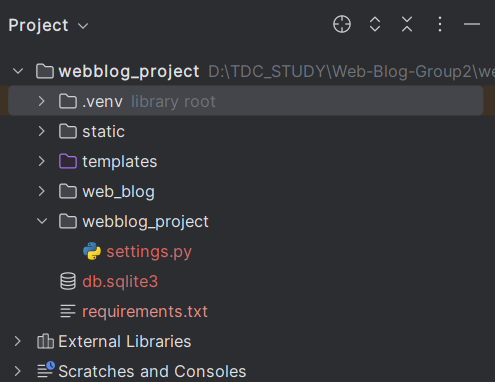 Project
webblog_project D:\TDC_STUDY\Web-Blog-Group2\we
.venv library root
static
templates
web_blog
webblog_project
settings.py
db.sqlite3
requirements.txt
External Libraries
Scratches and Consoles